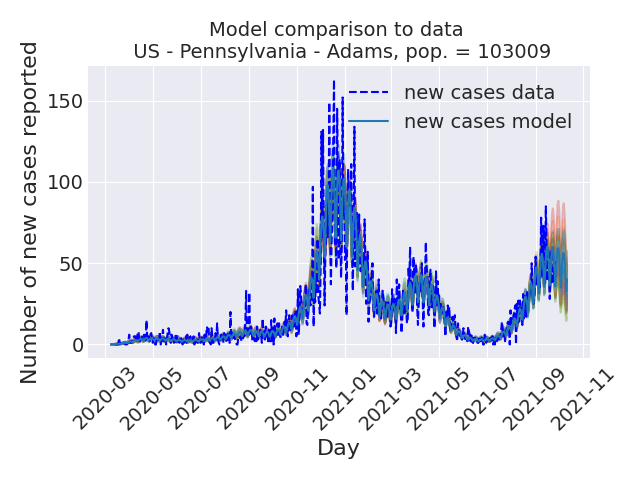 Model comparison to data
US - Pennsylvania - Adams, pop. = 103009
Number of new cases reported
150
100
50
0
new cases data
new cases model
2020-03
2020-05
2020-07
2020-09
2020-11
2021-01
2021-03
2021-05
2021-07
2021-09
2021-11
Day